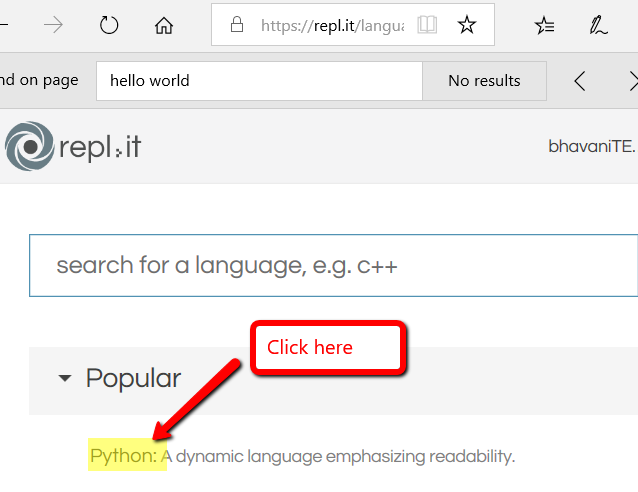 https://repl.it/langua
nd on page
hello world
No results
repl.it
bhavaniTE.
search for a language, e.g. c++
Click here
Popular
Python: A dynamic language emphasizing readability.